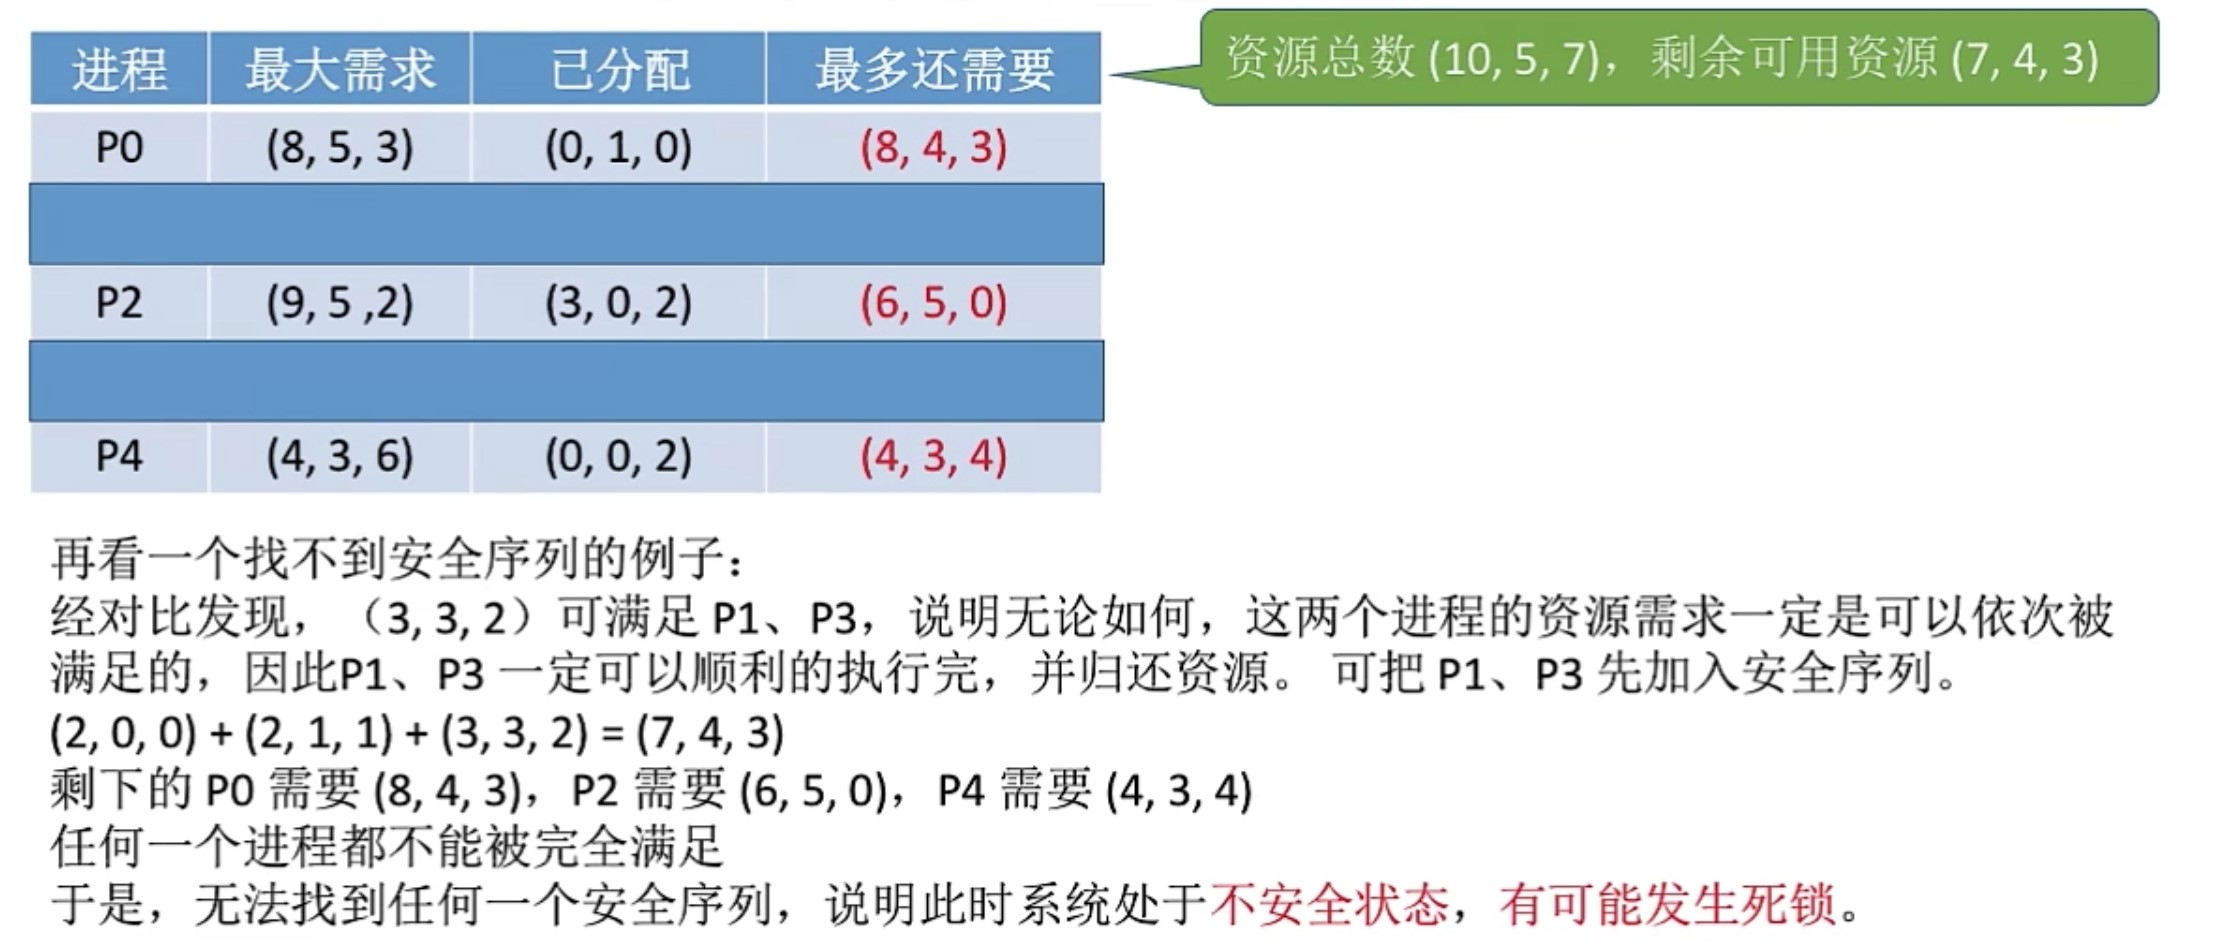 进程 最大需求 已分配 最多还需要
资源总数 (10, 5, 7)，剩余可用资源 (7, 4, 3)
P0 (8, 5, 3) (0, 1, 0) (8, 4, 3)
P2 (9, 5 ,2) (3, 0, 2) (6, 5, 0)
P4 (4, 3, 6) (0, 0, 2) (4, 3, 4)
再看一个找不到安全序列的例子：
经对比发现，（3, 3, 2）可满足 P1、P3，说明无论如何，这两个进程的资源需求一定是可以依次被
满足的，因此P1、P3 一定可以顺利的执行完，并归还资源。 可把 P1、P3 先加入安全序列。
(2, 0, 0) + (2, 1, 1) + (3, 3, 2) = (7, 4, 3)
剩下的 P0 需要 (8, 4, 3)，P2 需要 (6, 5, 0)，P4 需要 (4, 3, 4)
任何一个进程都不能被完全满足
于是，无法找到任何一个安全序列，说明此时系统处于不安全状态，有可能发生死锁。